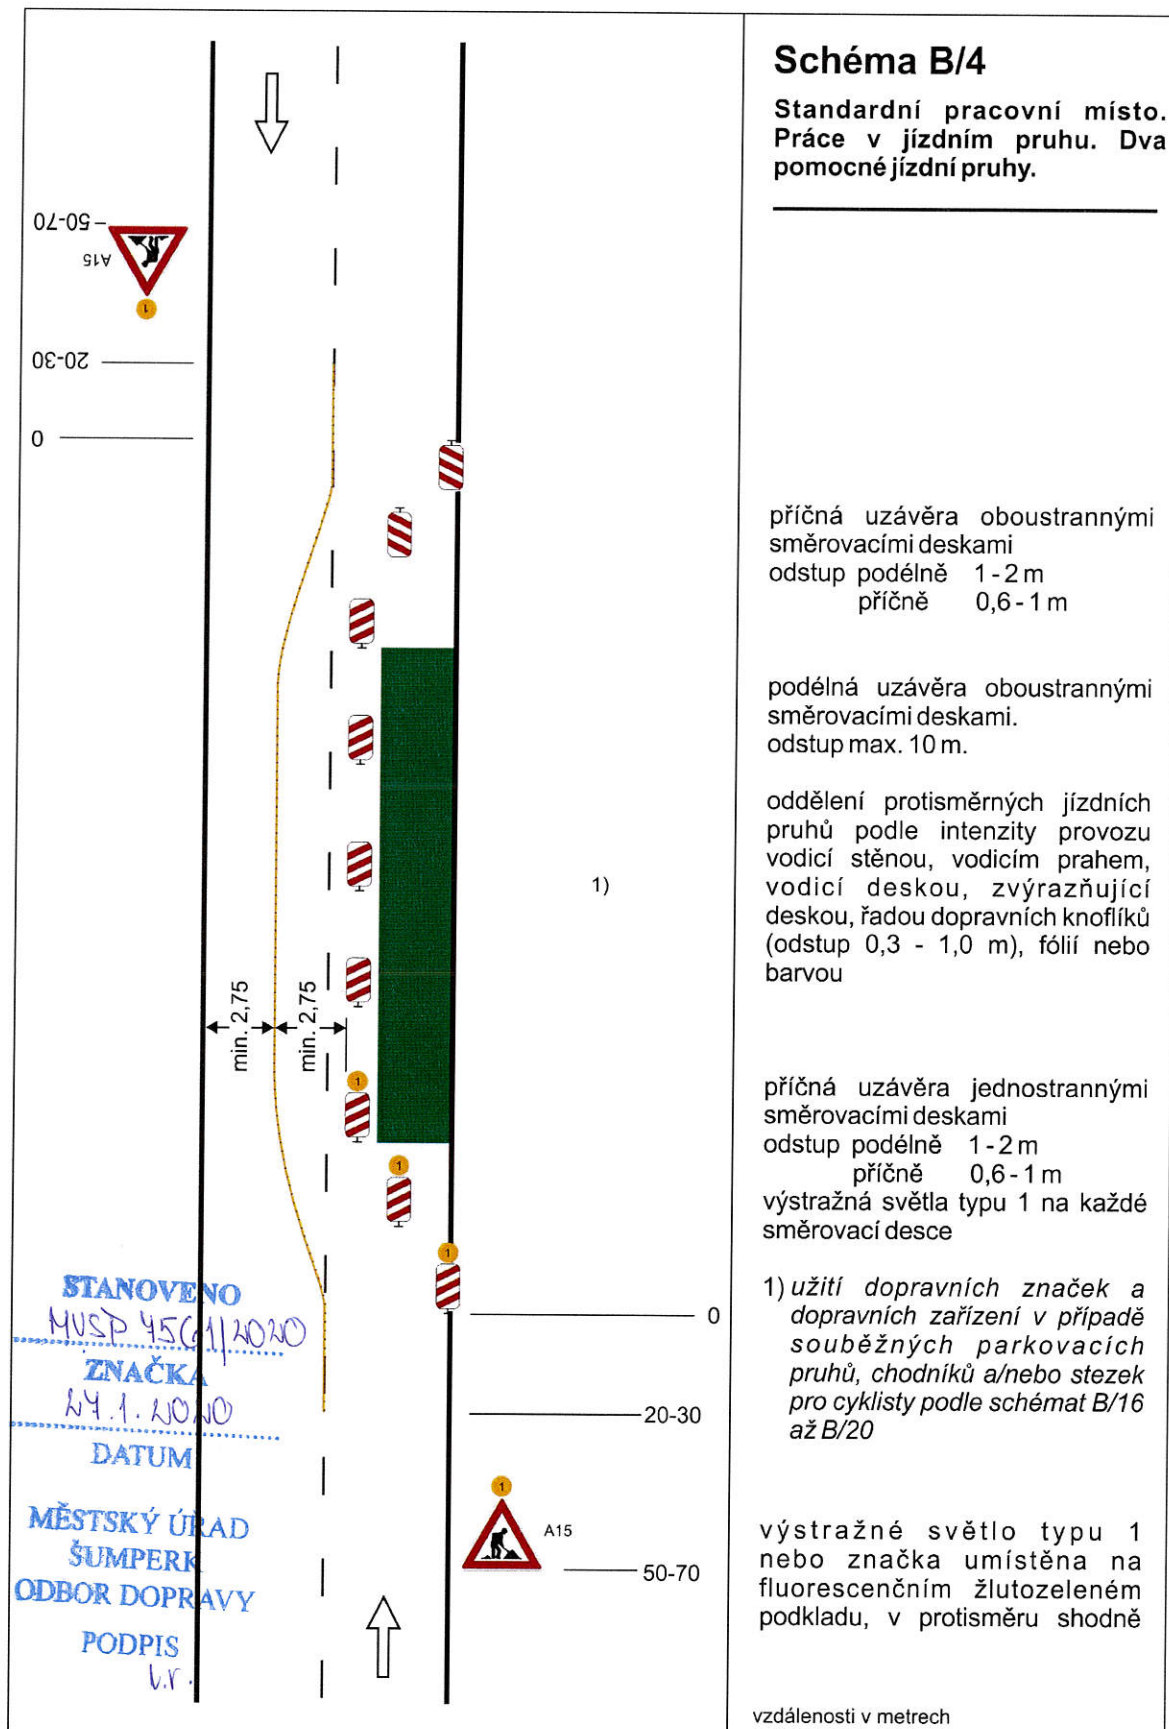 Schéma B/4
Standardní pracovní místo.
Práce v jízdním pruhu. Dva
pomocné jízdní pruhy.
50-70
A15
1
20-30
0
příčná uzávěra oboustrannými
směrovacími deskami
odstup podélně 1 - 2 m
příčně 0,6 - 1 m
podélná uzávěra oboustrannými
směrovacími deskami.
odstup max. 10 m.
1)
oddělení protisměrných jízdních
pruhů podle intenzity provozu
vodicí stěnou, vodicím prahem,
vodicí deskou, zvýrazňující
deskou, řadou dopravních knoflíků
(odstup 0,3 - 1,0 m), fólií nebo
barvou
min. 2,75
min. 2,75
1
1
1
příčná uzávěra jednostrannými
směrovacími deskami
odstup podélně 1 - 2 m
příčně 0,6 - 1 m
výstražná světla typu 1 na každé
směrovací desce
0
20-30
1) užití dopravních značek a
dopravních zařízení v případě
souběžných parkovacích
pruhů, chodníků a/nebo stezek
pro cyklisty podle schémat B/16
až B/20
1
A15
50-70
výstražné světlo typu 1
nebo značka umístěna na
fluorescenčním žlutozeleném
podkladu, v protisměru shodně
vzdálenosti v metrech
STANOVENO
MUSP /2020
ZNAČKA
1. 2020
DATUM
MĚSTSKÝ ÚŘAD
ŠUMPERK
ODBOR DOPRAVY
PODPIS
v.r.